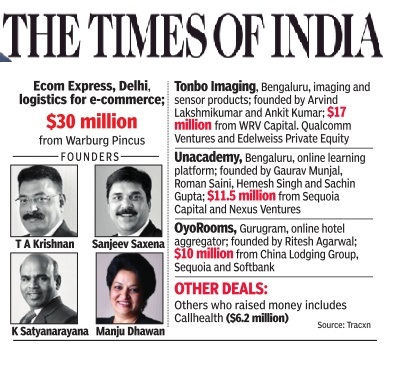 THE TIMES OF INDIA
Ecom Express, Delhi,
logistics for e-commerce;
$30 million
from Warburg Pincus
FOUNDERS
T A Krishnan
Sanjeev Saxena
K Satyanarayana
Manju Dhawan
Tonbo Imaging, Bengaluru, imaging and
sensor products; founded by Arvind
Lakshmikumar and Ankit Kumar; $17
million from WRV Capital. Qualcomm
Ventures and Edelweiss Private Equity
Unacademy, Bengaluru, online learning
platform; founded by Gaurav Munjal,
Roman Saini, Hemesh Singh and Sachin
Gupta; $11.5 million from Sequoia
Capital and Nexus Ventures
OyoRooms, Gurugram, online hotel
aggregator; founded by Ritesh Agarwal;
$10 million from China Lodging Group,
Sequoia and Softbank
OTHER DEALS:
Others who raised money includes
Callhealth ($6.2 million)
Source: Tracxn